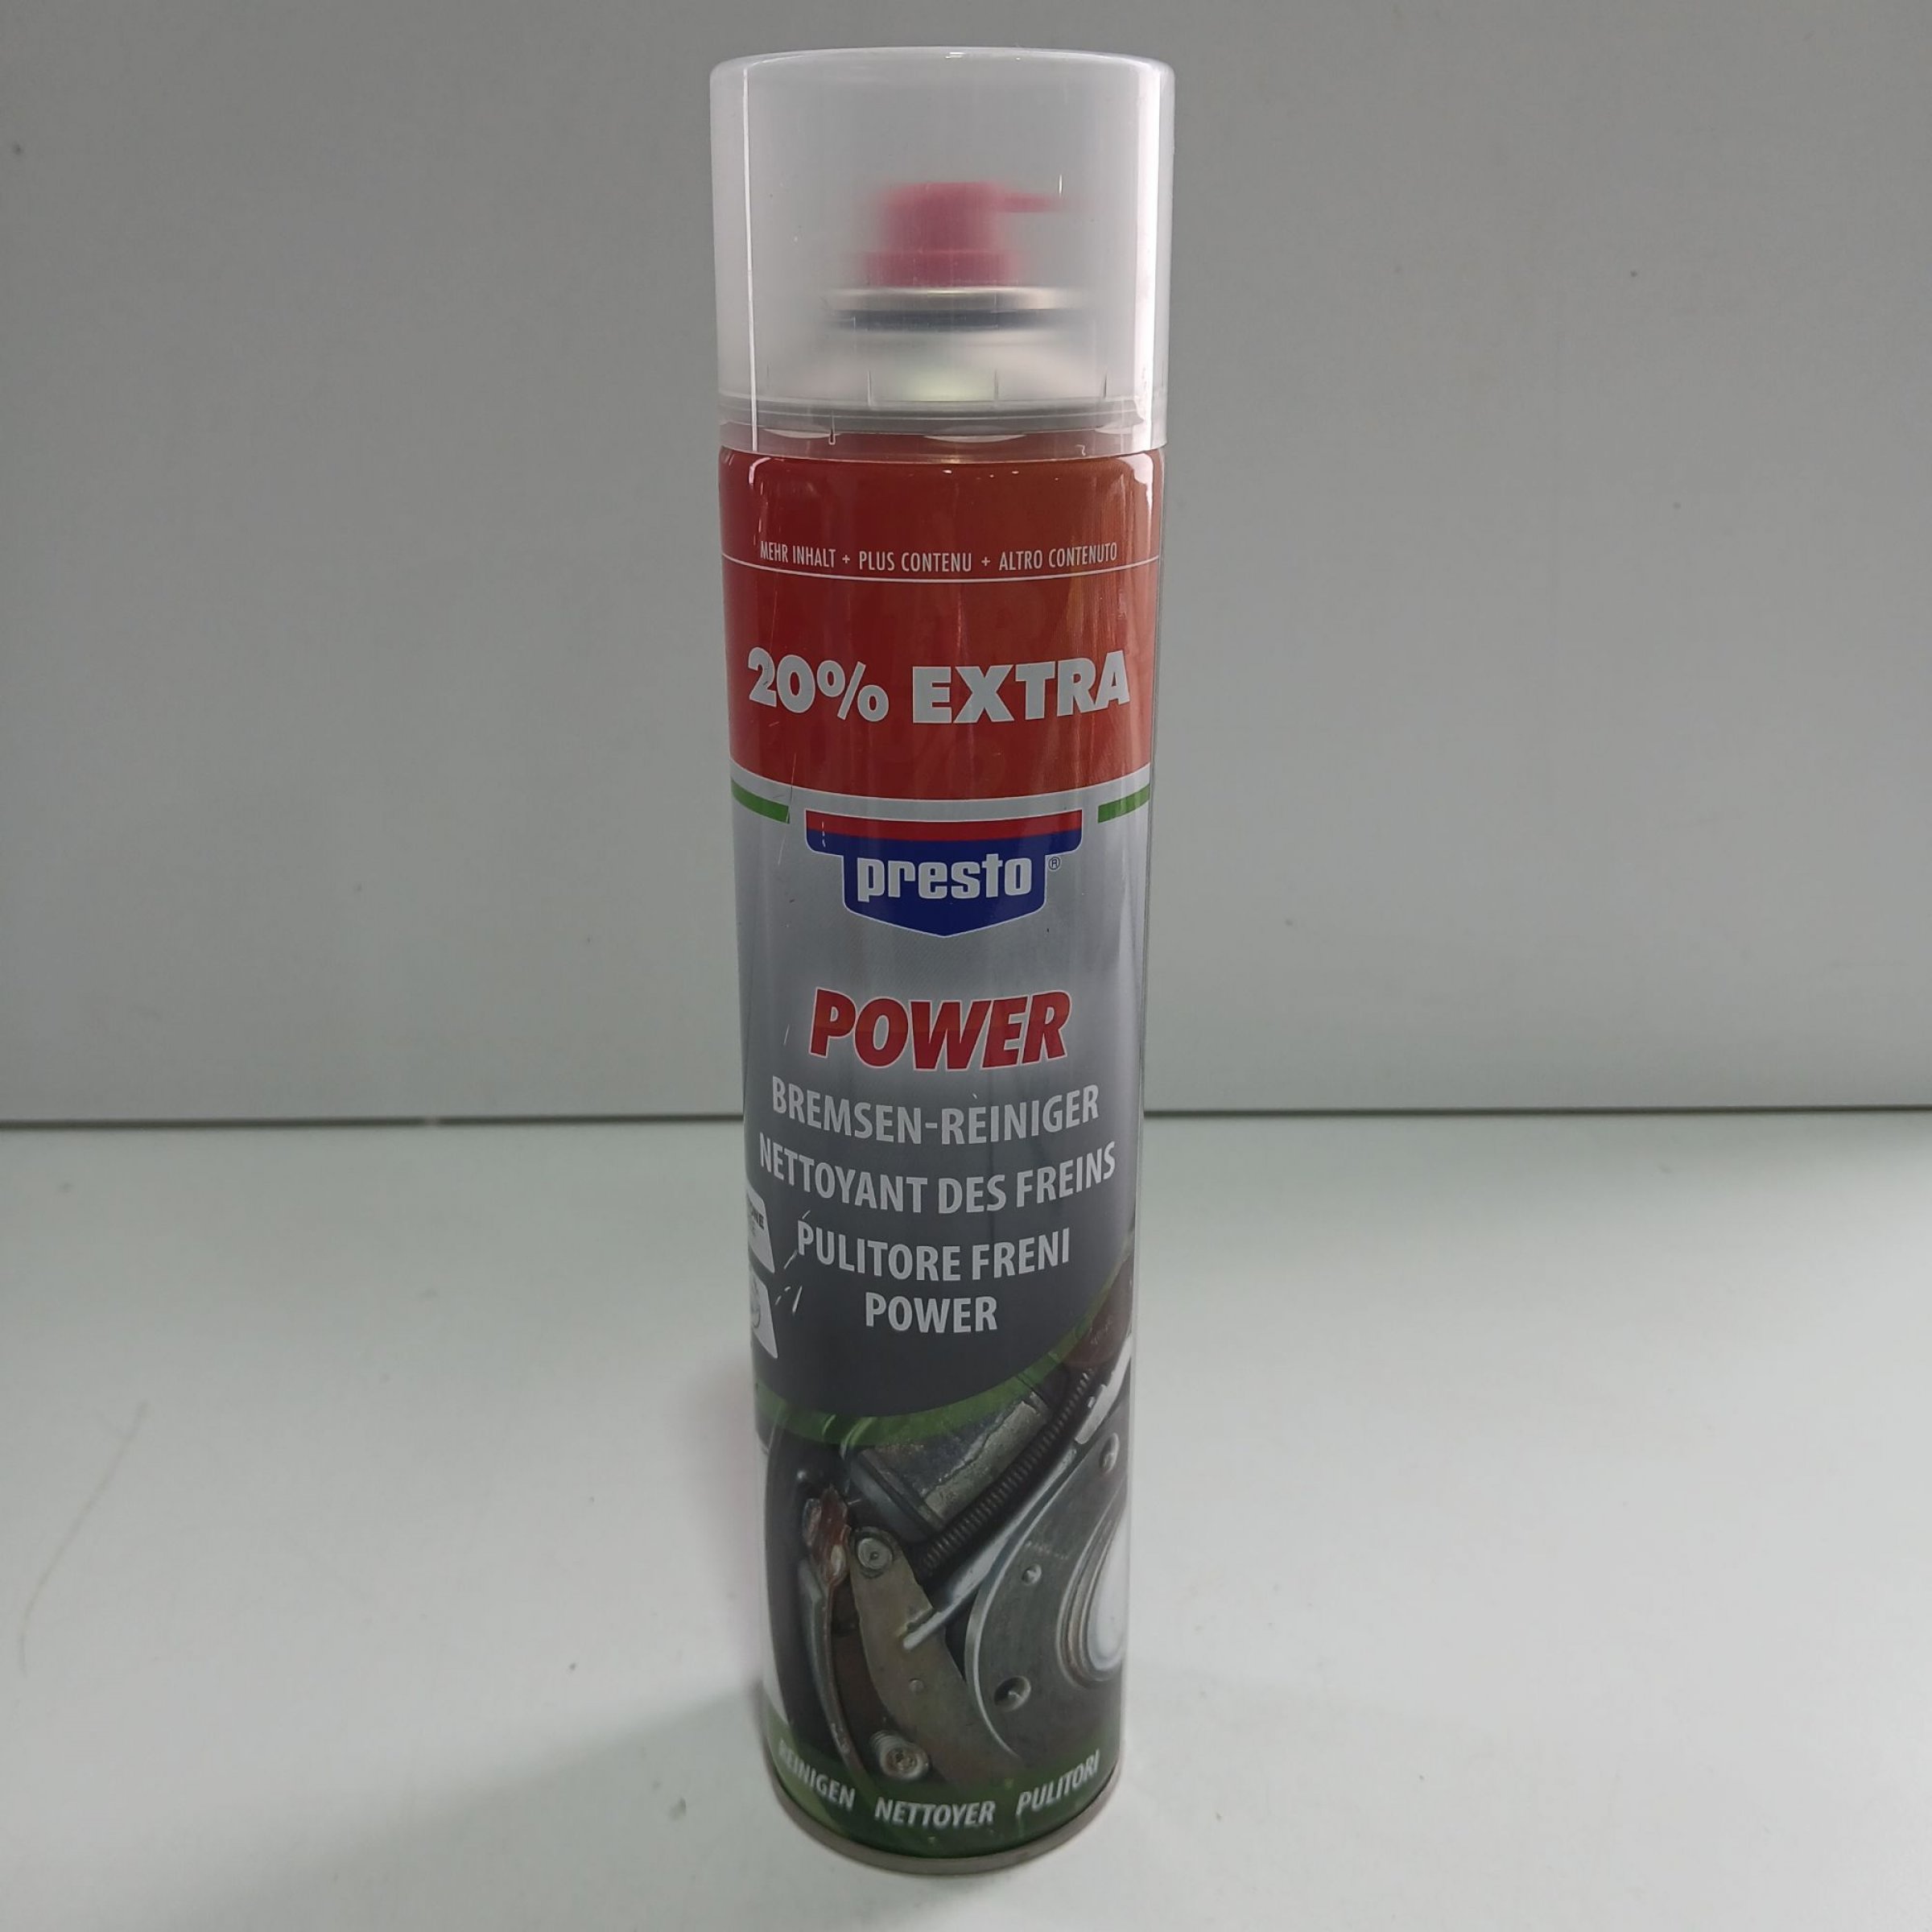 MEHR INHALT + PLUS CONTENU + ALTRO CONTENUTO
20% EXTRA
presto®
POWER
BREMSEN-REINIGER
NETTOYANT DES FREINS
PULITORE FRENI
POWER
REINIGEN NETTOYER PULITORI